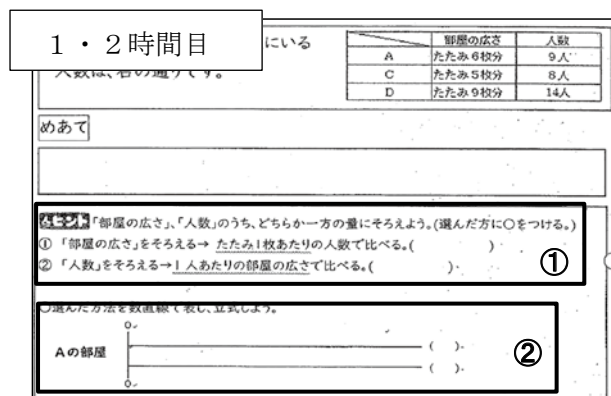 1・2時間目
にいる
人数は、右の通りです。
部屋の広さ 人数
A たたみ6枚分 9人
C たたみ5枚分 8人
D たたみ9枚分 14人
めあて
ヒント 「部屋の広さ」、「人数」のうち、どちらか一方の量にそろえよう。(選んだ方に○をつける。)
① 「部屋の広さ」をそろえる→ たたみ1枚あたりの人数で比べる。( )
② 「人数」をそろえる→1人あたりの部屋の広さで比べる。( )
①
○選んだ方法を数直線で表し、立式しよう。
0
Aの部屋
( )
( )
0
②